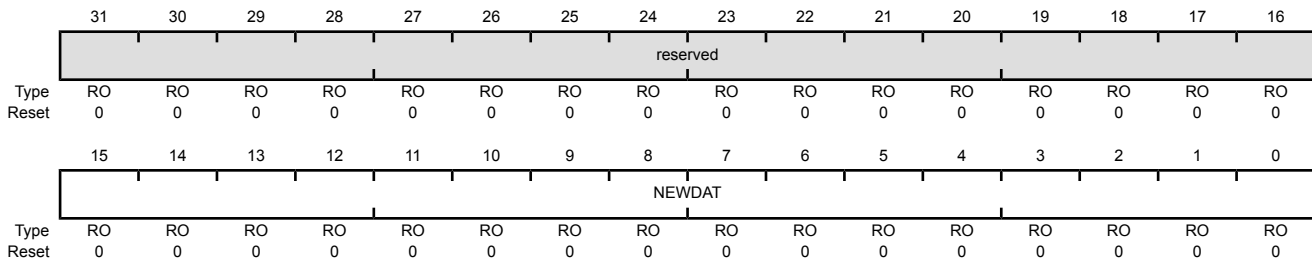 31 30 29 28 27 26 25 24 23 22 21 20 19 18 17 16
reserved
Type RO RO RO RO RO RO RO RO RO RO RO RO RO RO RO RO
Reset 0 0 0 0 0 0 0 0 0 0 0 0 0 0 0 0
15 14 13 12 11 10 9 8 7 6 5 4 3 2 1 0
NEWDAT
Type RO RO RO RO RO RO RO RO RO RO RO RO RO RO RO RO
Reset 0 0 0 0 0 0 0 0 0 0 0 0 0 0 0 0